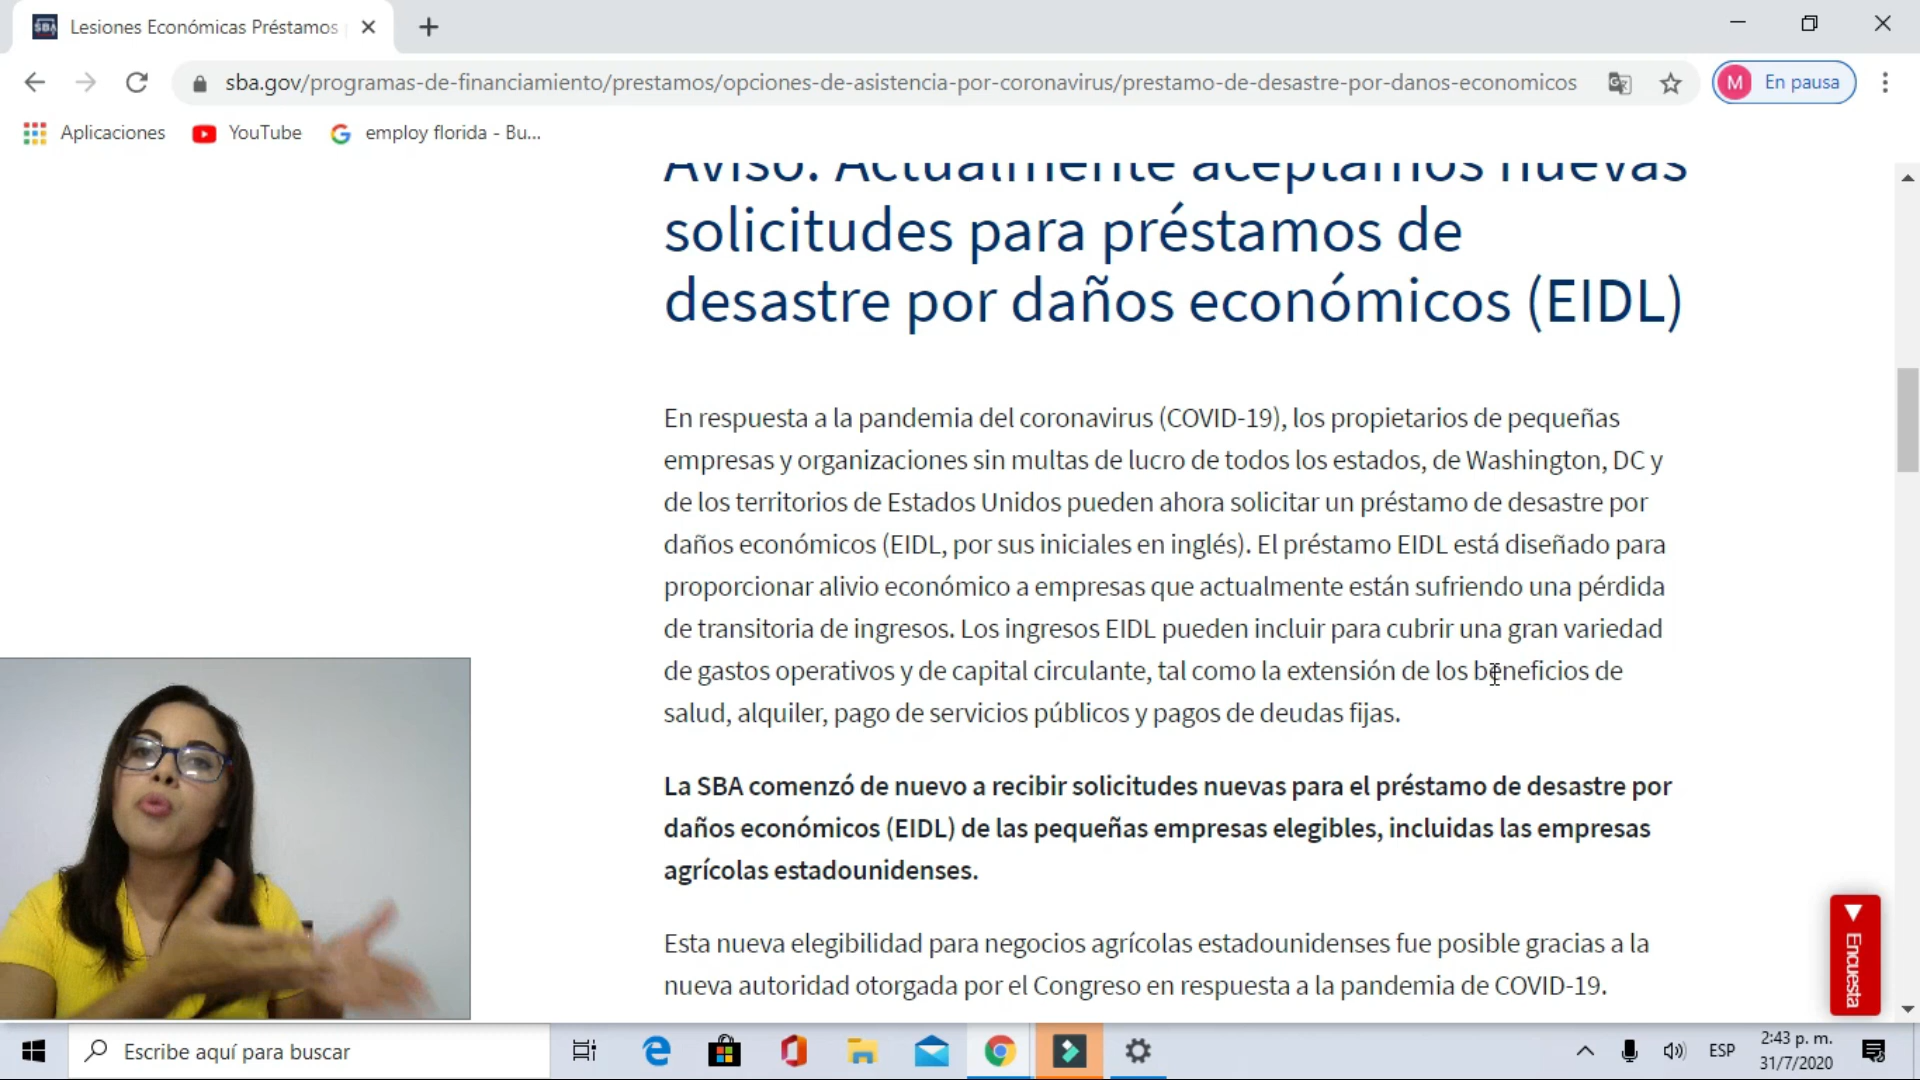 SBA
Lesiones Económicas Préstamos
sba.gov/programas-de-financiamiento/prestamos/opciones-de-asistencia-por-coronavirus/prestamo-de-desastre-por-danos-economicos
M En pausa
Aplicaciones YouTube employ florida - Bu...
Aviso: Actualmente aceptamos nuevas
solicitudes para préstamos de
desastre por daños económicos (EIDL)
En respuesta a la pandemia del coronavirus (COVID-19), los propietarios de pequeñas
empresas y organizaciones sin multas de lucro de todos los estados, de Washington, DC y
de los territorios de Estados Unidos pueden ahora solicitar un préstamo de desastre por
daños económicos (EIDL, por sus iniciales en inglés). El préstamo EIDL está diseñado para
proporcionar alivio económico a empresas que actualmente están sufriendo una pérdida
de transitoria de ingresos. Los ingresos EIDL pueden incluir para cubrir una gran variedad
de gastos operativos y de capital circulante, tal como la extensión de los beneficios de
salud, alquiler, pago de servicios públicos y pagos de deudas fijas.
La SBA comenzó de nuevo a recibir solicitudes nuevas para el préstamo de desastre por
daños económicos (EIDL) de las pequeñas empresas elegibles, incluidas las empresas
agrícolas estadounidenses.
Esta nueva elegibilidad para negocios agrícolas estadounidenses fue posible gracias a la
nueva autoridad otorgada por el Congreso en respuesta a la pandemia de COVID-19.
Encuesta
Escribe aquí para buscar
ESP
2:43 p. m.
31/7/2020